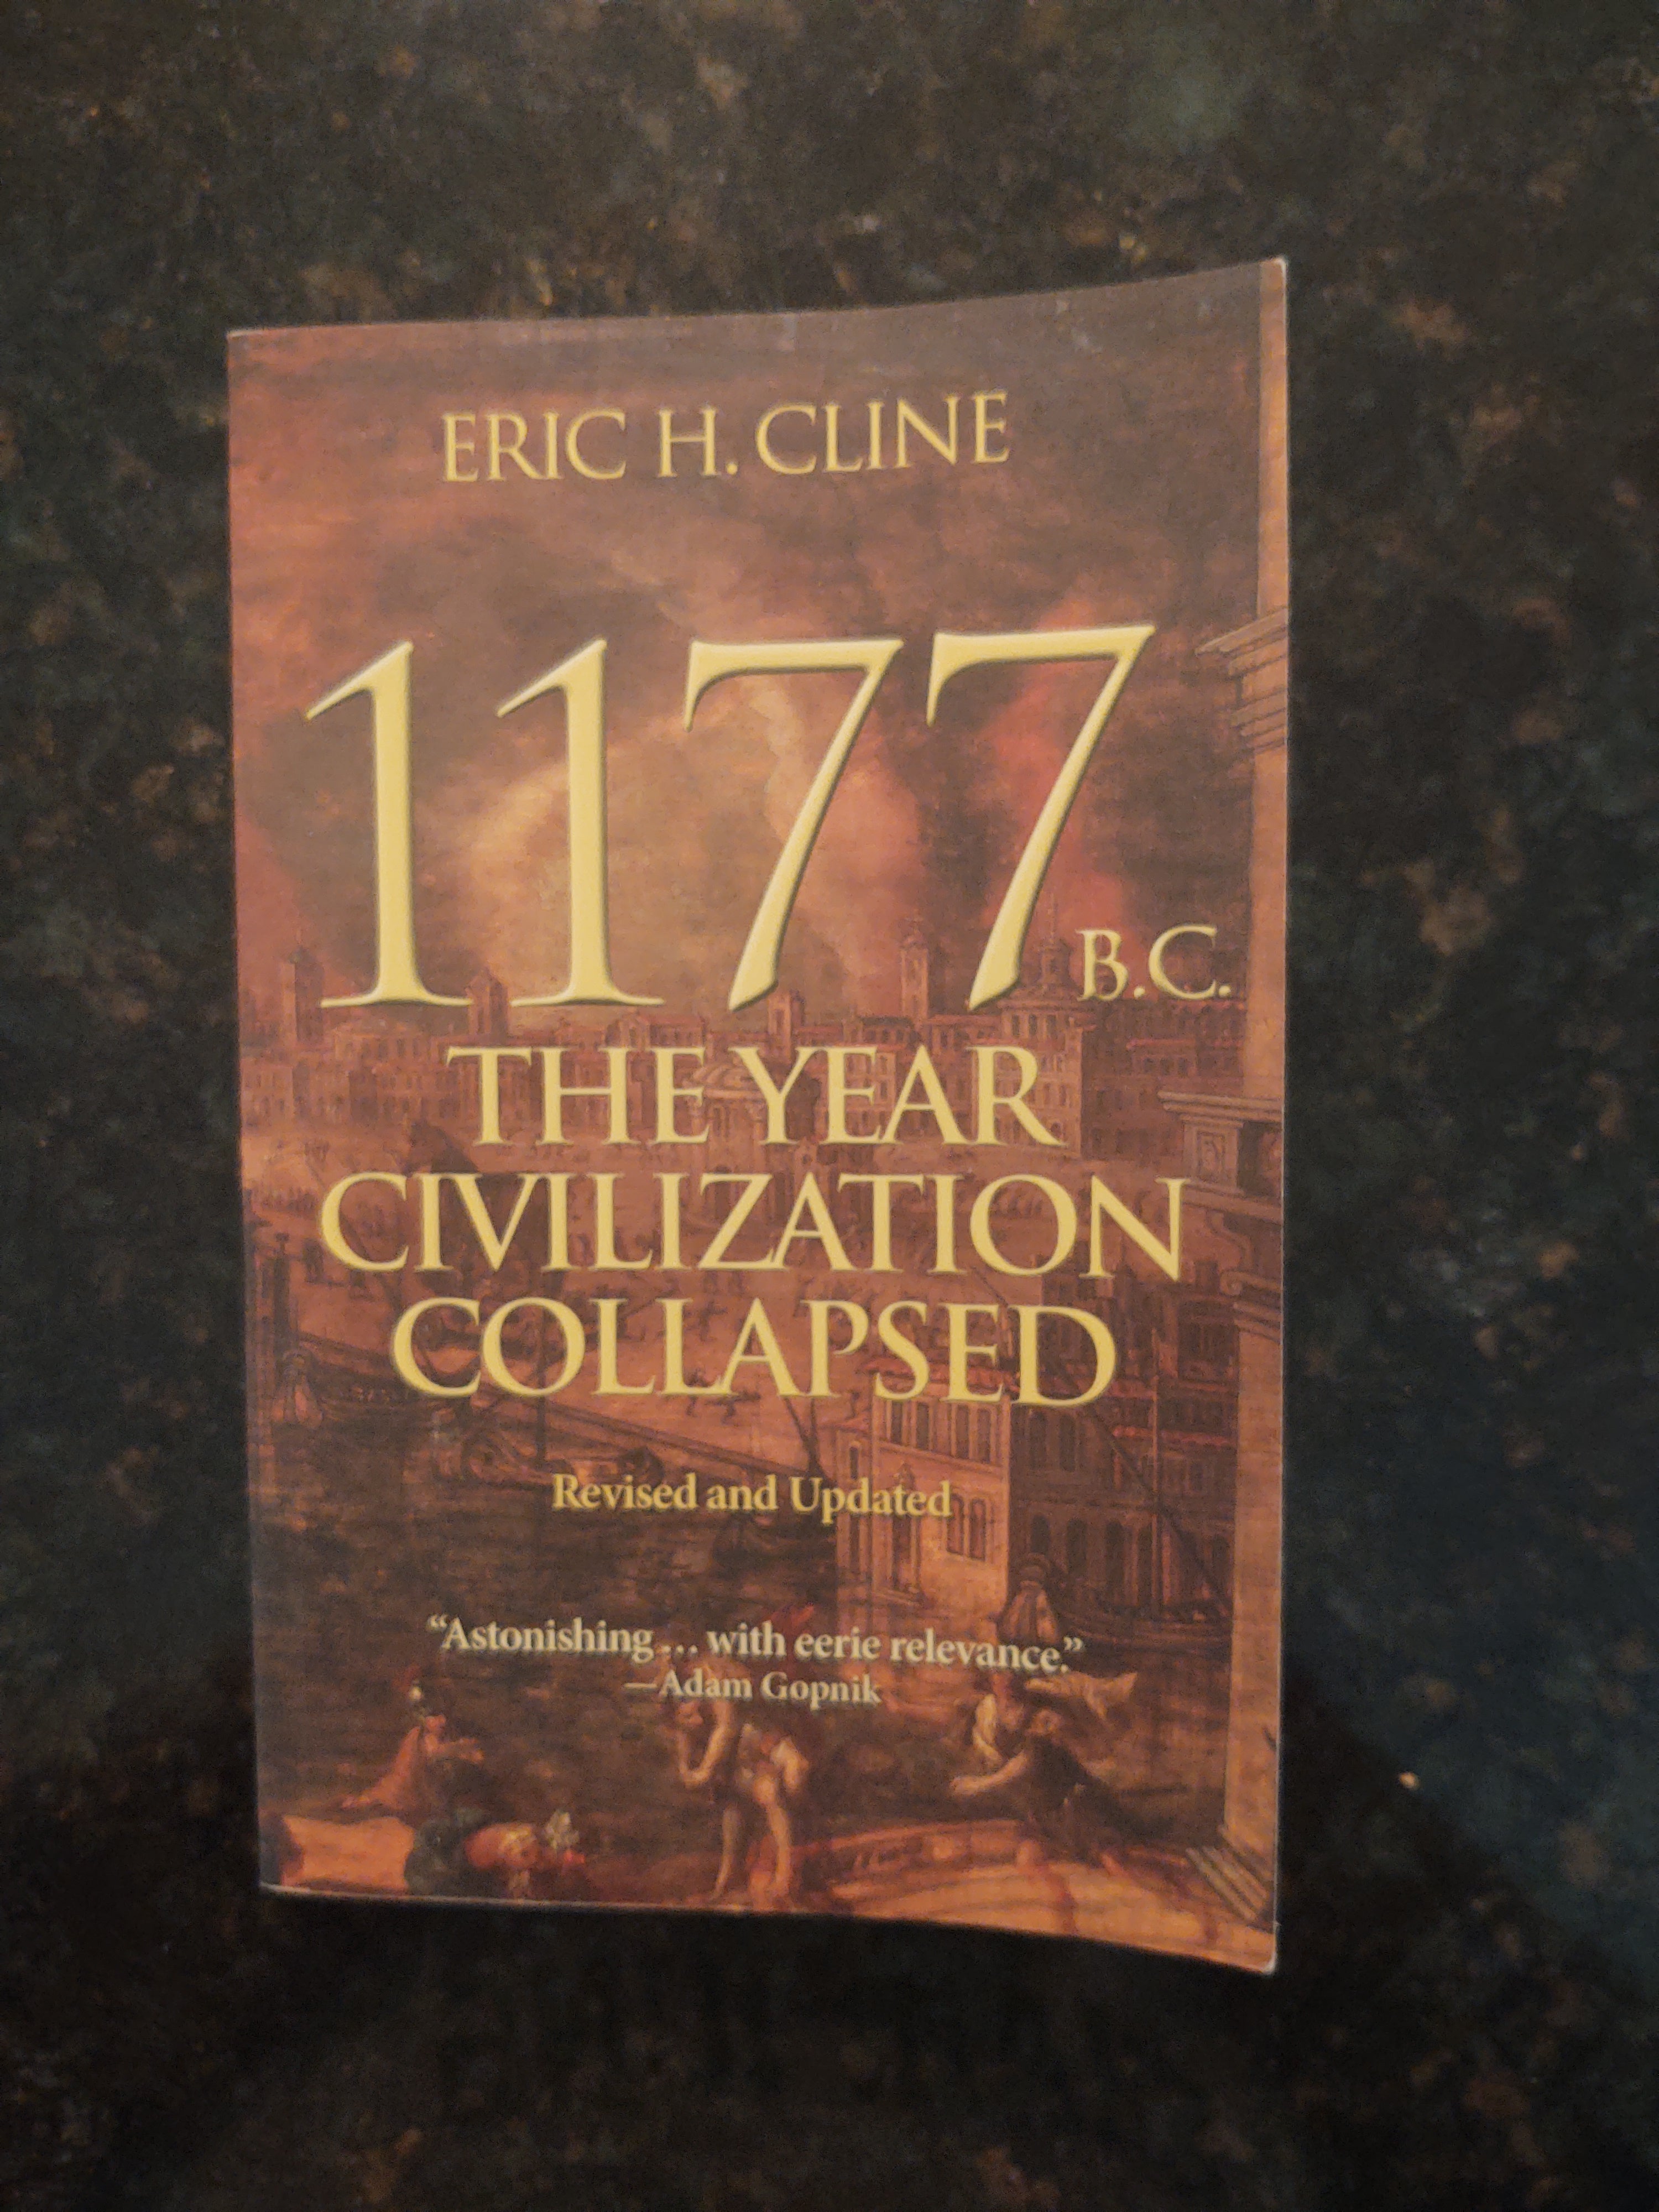 ERIC H. CLINE
1177 B.C.
THE YEAR
CIVILIZATION
COLLAPSED
Revised and Updated
“Astonishing ... with eerie relevance.”
—Adam Gopnik